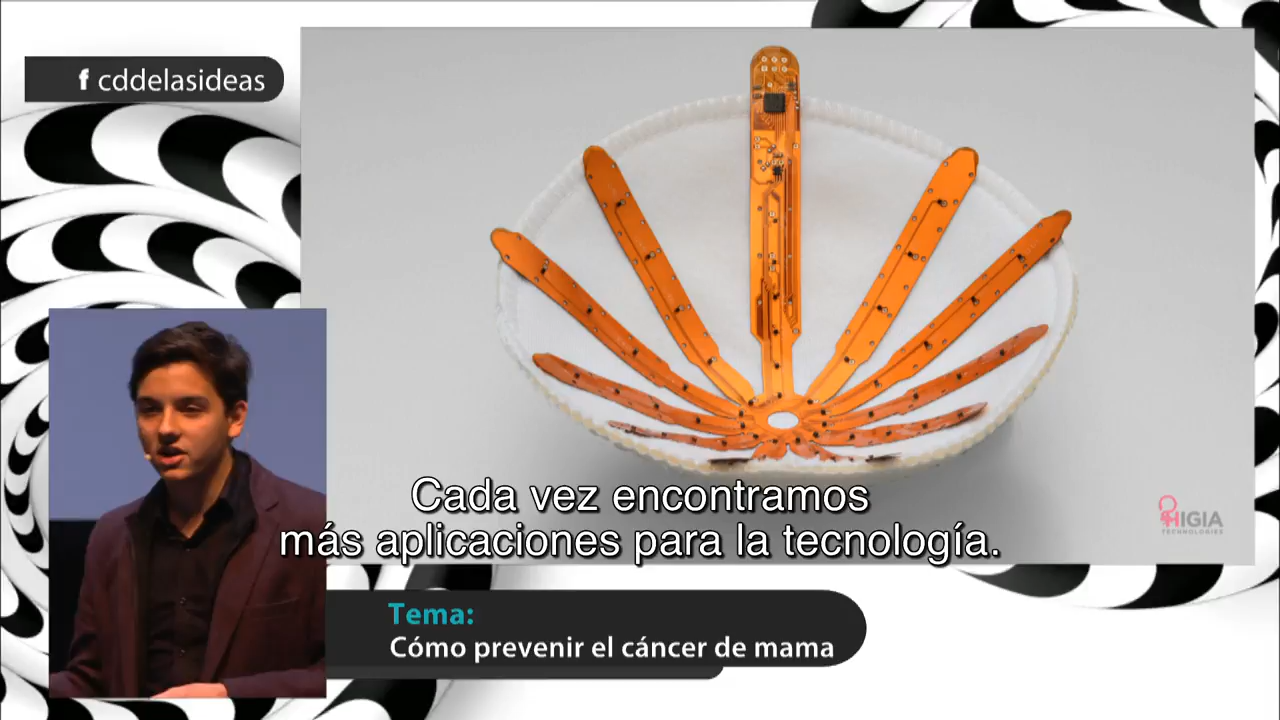 f cddelasideas
HIGIA
TECHNOLOGIES
Cada vez encontramos
más aplicaciones para la tecnología.
Tema:
Cómo prevenir el cáncer de mama